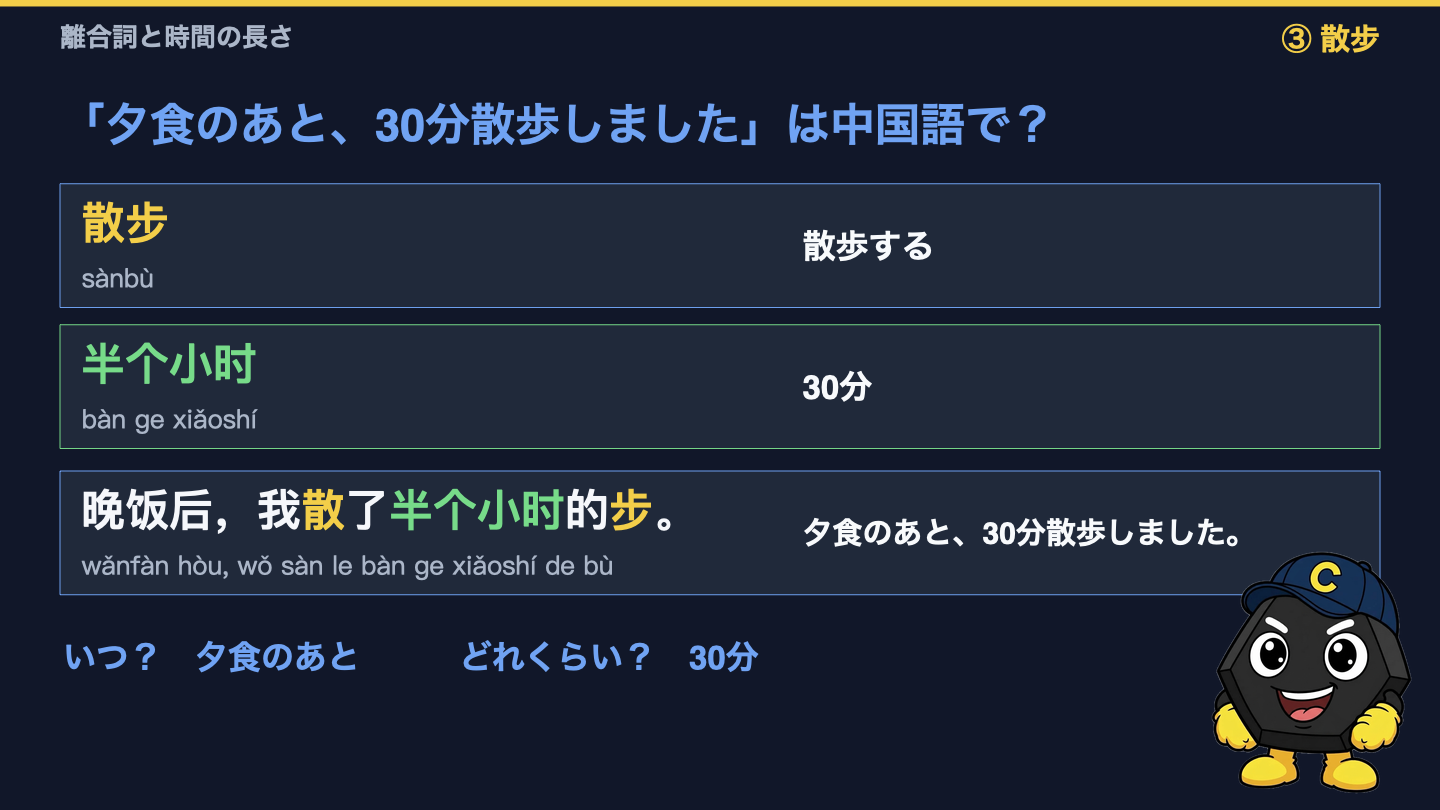 離合詞と時間の長さ
③ 散歩
「夕食のあと、30分散歩しました」は中国語で？
散步
sànbù
散歩する
半个小时
bàn ge xiǎoshí
30分
晚饭后，我散了半个小时的步。
wǎnfàn hòu, wǒ sàn le bàn ge xiǎoshí de bù
夕食のあと、30分散歩しました。
C
いつ？ 夕食のあと どれくらい？ 30分